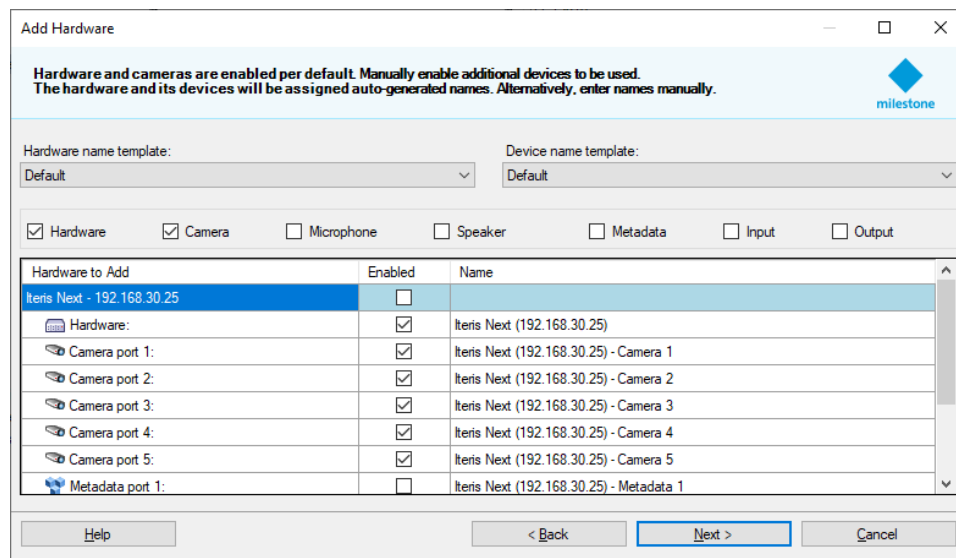 Add Hardware
Hardware and cameras are enabled per default. Manually enable additional devices to be used.
The hardware and its devices will be assigned auto-generated names. Alternatively, enter names manually.
milestone
Hardware name template:
Device name template:
Default
Default
Hardware Camera Microphone Speaker Metadata Input Output
Hardware to Add Enabled Name
Iteris Next - 192.168.30.25
Hardware: Iteris Next (192.168.30.25)
Camera port 1: Iteris Next (192.168.30.25) - Camera 1
Camera port 2: Iteris Next (192.168.30.25) - Camera 2
Camera port 3: Iteris Next (192.168.30.25) - Camera 3
Camera port 4: Iteris Next (192.168.30.25) - Camera 4
Camera port 5: Iteris Next (192.168.30.25) - Camera 5
Metadata port 1: Iteris Next (192.168.30.25) - Metadata 1
Help < Back Next > Cancel